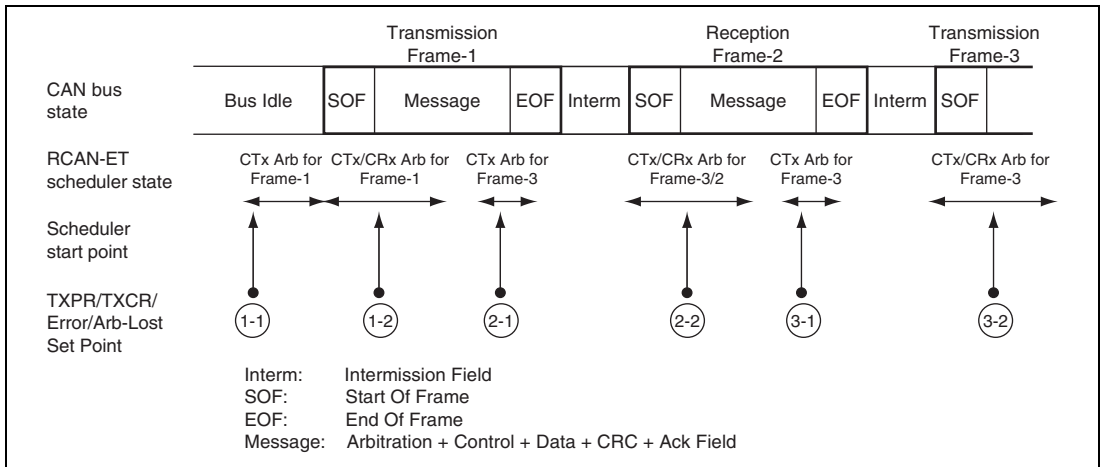 Transmission Frame-1
Reception Frame-2
Transmission Frame-3
CAN bus state
Bus Idle
SOF
Message
EOF
Interm
SOF
Message
EOF
Interm
SOF
RCAN-ET scheduler state
CTx Arb for Frame-1
CTx/CRx Arb for Frame-1
CTx Arb for Frame-3
CTx/CRx Arb for Frame-3/2
CTx Arb for Frame-3
CTx/CRx Arb for Frame-3
Scheduler start point
TXPR/TXCR/ Error/Arb-Lost Set Point
1-1
1-2
2-1
2-2
3-1
3-2
Interm: Intermission Field
SOF: Start Of Frame
EOF: End Of Frame
Message: Arbitration + Control + Data + CRC + Ack Field